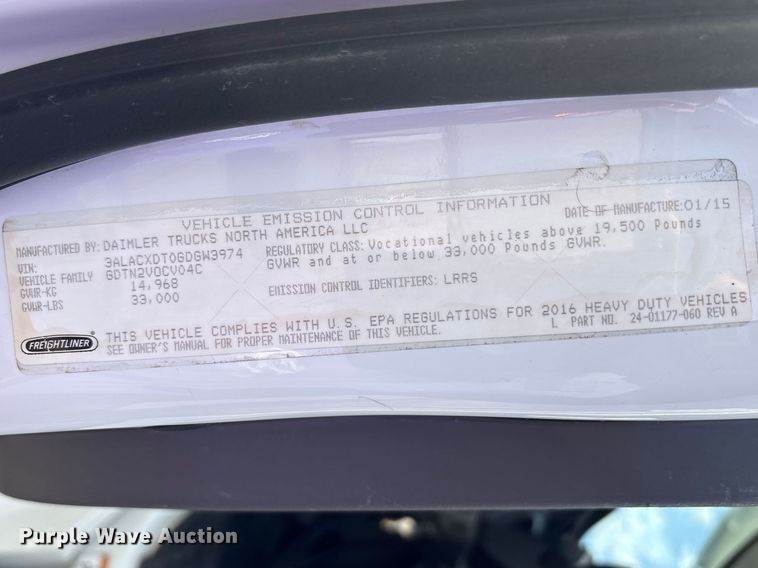 VEHICLE EMISSION CONTROL INFORMATION
DATE OF MANUFACTURE:01/15
MANUFACTURED BY: DAIMLER TRUCKS NORTH AMERICA LLC
VIN: 3ALACXDT0GDGW3974
VEHICLE FAMILY GDTN2VOCV04C
GVWR-KG 14,968
GVWR-LBS 33,000
REGULATORY CLASS: Vocational vehicles above 19,500 Pounds
GVWR and at or below 33,000 Pounds GVWR.
EMISSION CONTROL IDENTIFIERS: LRRS
FREIGHTLINER
THIS VEHICLE COMPLIES WITH U.S. EPA REGULATIONS FOR 2016 HEAVY DUTY VEHICLES
SEE OWNER'S MANUAL FOR PROPER MAINTENANCE OF THIS VEHICLE.
L PART NO. 24-01177-060 REV A
Purple Wave Auction